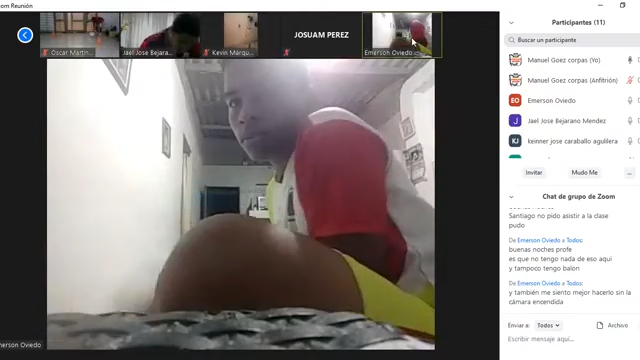 om Reunión
Oscar Martin...
Jael Jose Bejara...
Kevin Márqu...
JOSUAM PEREZ
Emerson Oviedo
Participantes (11)
Buscar un participante
Manuel Goez corpas (Yo)
Manuel Goez corpas (Anfitrión)
EO Emerson Oviedo
J Jael Jose Bejarano Mendez
KJ keinner jose caraballo aguilera
Invitar
Mudo Me
...
Chat de grupo de Zoom
Santiago no pido asistir a la clase
pudo
De Emerson Oviedo a Todos:
buenas noches profe
es que no tengo nada de eso aqui
y tampoco tengo balon
De Emerson Oviedo a Todos:
y también me siento mejor hacerlo sin la
cámara encendida
Enviar a: Todos
Archivo
...
Escribir mensaje aquí...
merson Oviedo